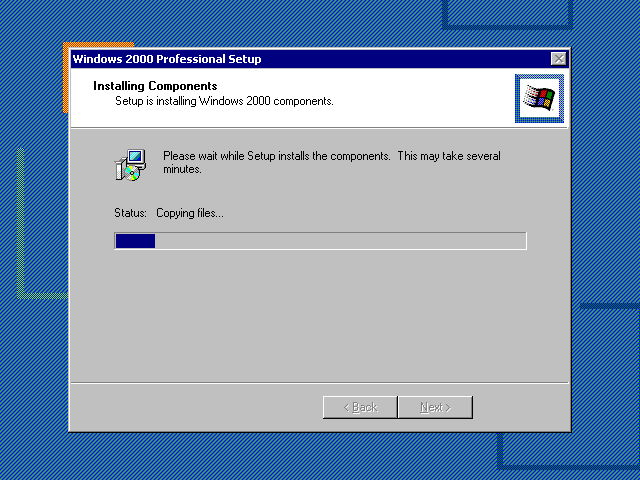 Windows 2000 Professional Setup
Installing Components
Setup is installing Windows 2000 components.
Please wait while Setup installs the components. This may take several
minutes.
Status: Copying files...
< Back
Next >